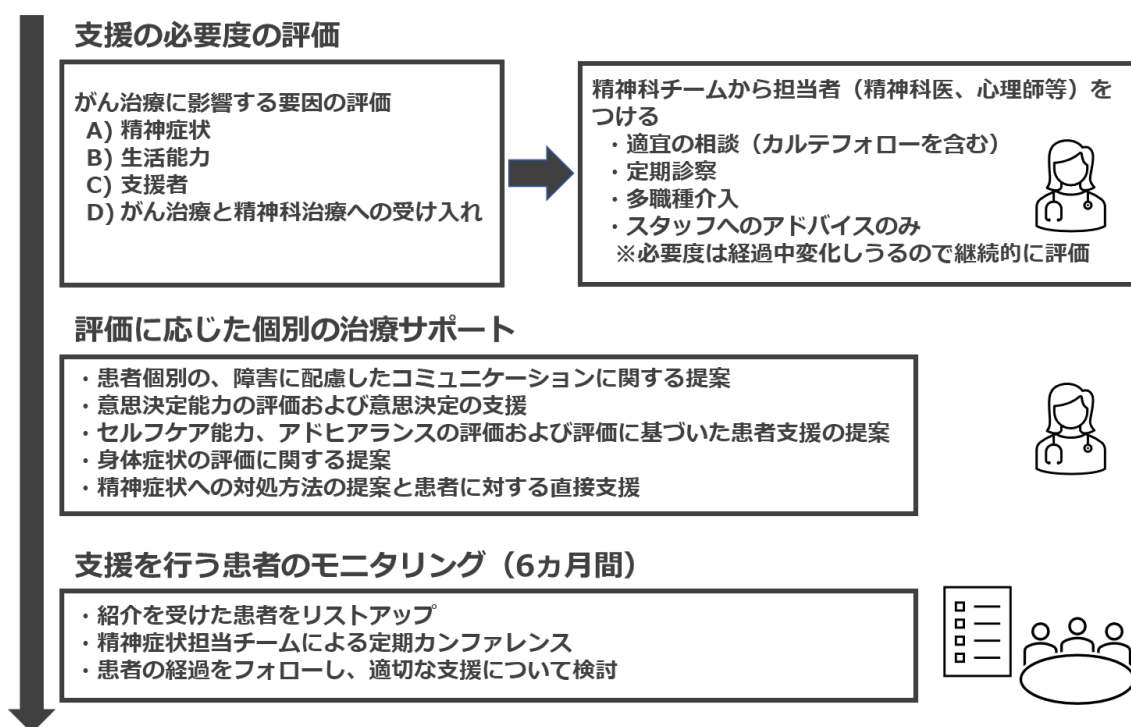 支援の必要度の評価
がん治療に影響する要因の評価
A) 精神症状
B) 生活能力
C) 支援者
D) がん治療と精神科治療への受け入れ
精神科チームから担当者（精神科医、心理師等）を
つける
・適宜の相談（カルテフォローを含む）
・定期診察
・多職種介入
・スタッフへのアドバイスのみ
※必要度は経過中変化しうるので継続的に評価
評価に応じた個別の治療サポート
・患者個別の、障害に配慮したコミュニケーションに関する提案
・意思決定能力の評価および意思決定の支援
・セルフケア能力、アドヒアランスの評価および評価に基づいた患者支援の提案
・身体症状の評価に関する提案
・精神症状への対処方法の提案と患者に対する直接支援
支援を行う患者のモニタリング（6ヵ月間）
・紹介を受けた患者をリストアップ
・精神症状担当チームによる定期カンファレンス
・患者の経過をフォローし、適切な支援について検討